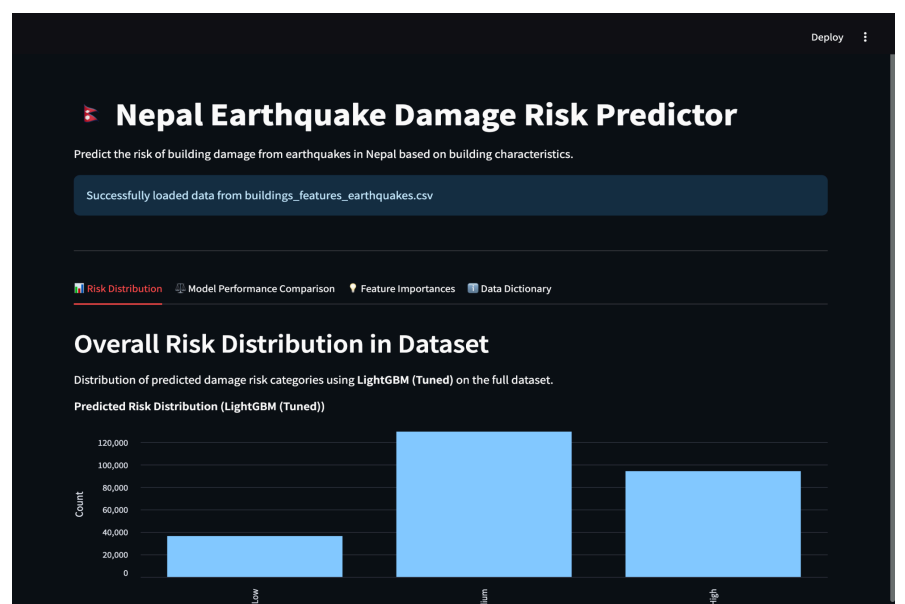 Deploy
Nepal Earthquake Damage Risk Predictor
Predict the risk of building damage from earthquakes in Nepal based on building characteristics.
Successfully loaded data from buildings_features_earthquakes.csv
Risk Distribution Model Performance Comparison Feature Importances Data Dictionary
Overall Risk Distribution in Dataset
Distribution of predicted damage risk categories using LightGBM (Tuned) on the full dataset.
Predicted Risk Distribution (LightGBM (Tuned))
120,000
100,000
80,000
60,000
40,000
20,000
0
Count
High